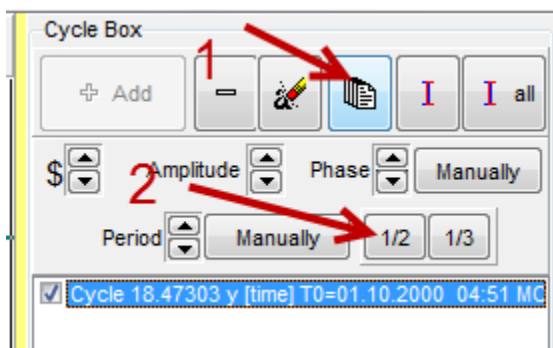 Cycle Box
1
Add I I all
$ Amplitude Phase Manually
2
Period Manually 1/2 1/3
Cycle 18.47303 y [time] T0=01.10.2000 04:51 MC